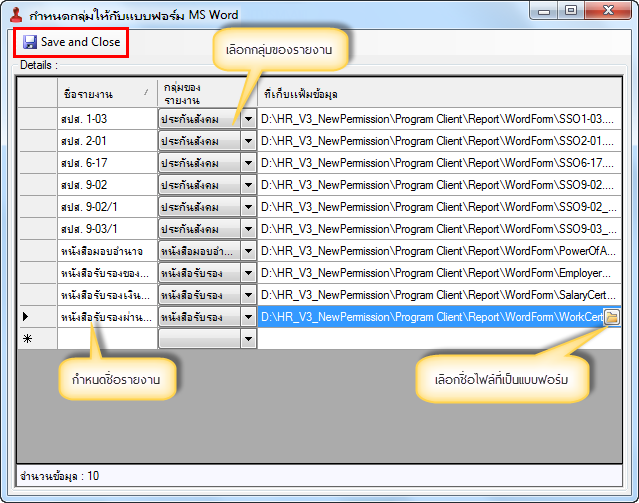 กำหนดกลุ่มให้กับแบบฟอร์ม MS Word
Save and Close
เลือกกลุ่มของรายงาน
Details :
ชื่อรายงาน กลุ่มของรายงาน ที่เก็บแฟ้มข้อมูล
สปส. 1-03 ประกันสังคม D:\HR_V3_NewPermission\Program Client\Report\WordForm\SSO1-03....
สปส. 2-01 ประกันสังคม D:\HR_V3_NewPermission\Program Client\Report\WordForm\SSO2-01....
สปส. 6-17 ประกันสังคม D:\HR_V3_NewPermission\Program Client\Report\WordForm\SSO6-17....
สปส. 9-02 ประกันสังคม D:\HR_V3_NewPermission\Program Client\Report\WordForm\SSO9-02....
สปส. 9-02/1 ประกันสังคม D:\HR_V3_NewPermission\Program Client\Report\WordForm\SSO9-02_...
สปส. 9-03/1 ประกันสังคม D:\HR_V3_NewPermission\Program Client\Report\WordForm\SSO9-03_...
หนังสือมอบอำนาจ หนังสือมอบอำ... D:\HR_V3_NewPermission\Program Client\Report\WordForm\PowerOfA...
หนังสือรับรองของ... หนังสือรับรอง D:\HR_V3_NewPermission\Program Client\Report\WordForm\Employer...
หนังสือรับรองเงิน... หนังสือรับรอง D:\HR_V3_NewPermission\Program Client\Report\WordForm\SalaryCert...
หนังสือรับรองผ่าน... หนังสือรับรอง D:\HR_V3_NewPermission\Program Client\Report\WordForm\WorkCert
กำหนดชื่อรายงาน
เลือกชื่อไฟล์ที่เป็นแบบฟอร์ม
จำนวนข้อมูล : 10